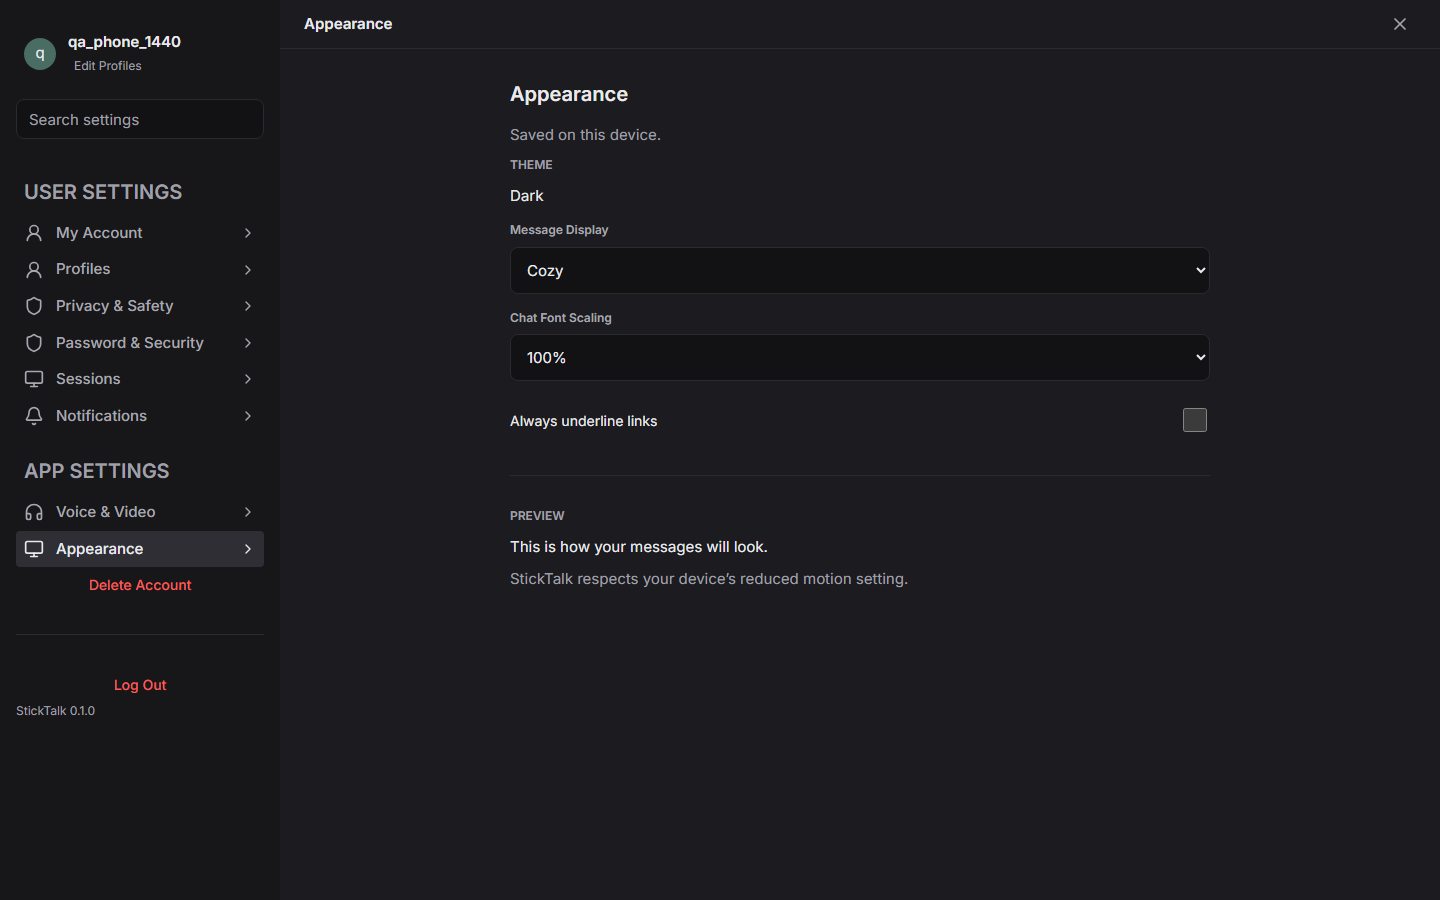 qa_phone_1440
Edit Profiles
Search settings
USER SETTINGS
My Account
Profiles
Privacy & Safety
Password & Security
Sessions
Notifications
APP SETTINGS
Voice & Video
Appearance
Delete Account
Log Out
StickTalk 0.1.0
Appearance
Appearance
Saved on this device.
THEME
Dark
Message Display
Cozy
Chat Font Scaling
100%
Always underline links
PREVIEW
This is how your messages will look.
StickTalk respects your device’s reduced motion setting.
q